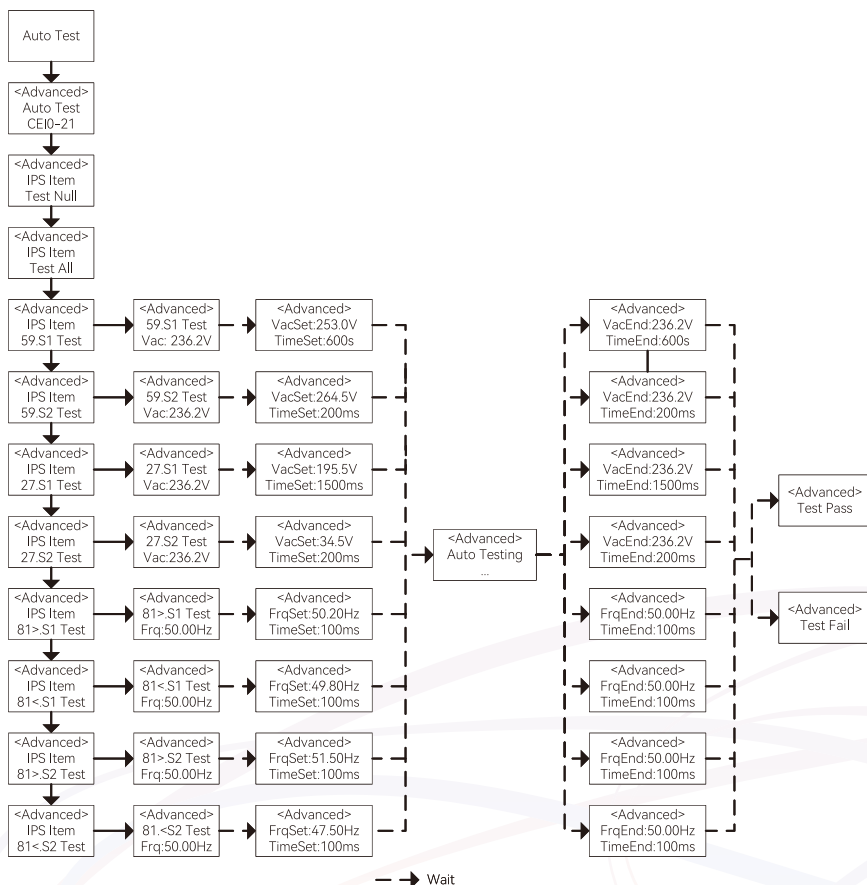 Auto Test
<Advanced>
Auto Test
CEI0-21
<Advanced>
IPS Item
Test Null
<Advanced>
IPS Item
Test All
<Advanced>
IPS Item
59.S1 Test
<Advanced>
59.S1 Test
Vac: 236.2V
<Advanced>
VacSet:253.0V
TimeSet:600s
<Advanced>
VacEnd:236.2V
TimeEnd:600s
<Advanced>
IPS Item
59.S2 Test
<Advanced>
59.S2 Test
Vac:236.2V
<Advanced>
VacSet:264.5V
TimeSet:200ms
<Advanced>
VacEnd:236.2V
TimeEnd:200ms
<Advanced>
IPS Item
27.S1 Test
<Advanced>
27.S1 Test
Vac:236.2V
<Advanced>
VacSet:195.5V
TimeSet:1500ms
<Advanced>
VacEnd:236.2V
TimeEnd:1500ms
<Advanced>
IPS Item
27.S2 Test
<Advanced>
27.S2 Test
Vac:236.2V
<Advanced>
VacSet:34.5V
TimeSet:200ms
<Advanced>
Auto Testing
...
<Advanced>
VacEnd:236.2V
TimeEnd:200ms
<Advanced>
Test Pass
<Advanced>
IPS Item
81>.S1 Test
<Advanced>
81>.S1 Test
Frq:50.00Hz
<Advanced>
FrqSet:50.20Hz
TimeSet:100ms
<Advanced>
FrqEnd:50.00Hz
TimeEnd:100ms
<Advanced>
Test Fail
<Advanced>
IPS Item
81<.S1 Test
<Advanced>
81<.S1 Test
Frq:50.00Hz
<Advanced>
FrqSet:49.80Hz
TimeSet:100ms
<Advanced>
FrqEnd:50.00Hz
TimeEnd:100ms
<Advanced>
IPS Item
81>.S2 Test
<Advanced>
81>.S2 Test
Frq:50.00Hz
<Advanced>
FrqSet:51.50Hz
TimeSet:100ms
<Advanced>
FrqEnd:50.00Hz
TimeEnd:100ms
<Advanced>
IPS Item
81<.S2 Test
<Advanced>
81.<S2 Test
Frq:50.00Hz
<Advanced>
FrqSet:47.50Hz
TimeSet:100ms
<Advanced>
FrqEnd:50.00Hz
TimeEnd:100ms
Wait